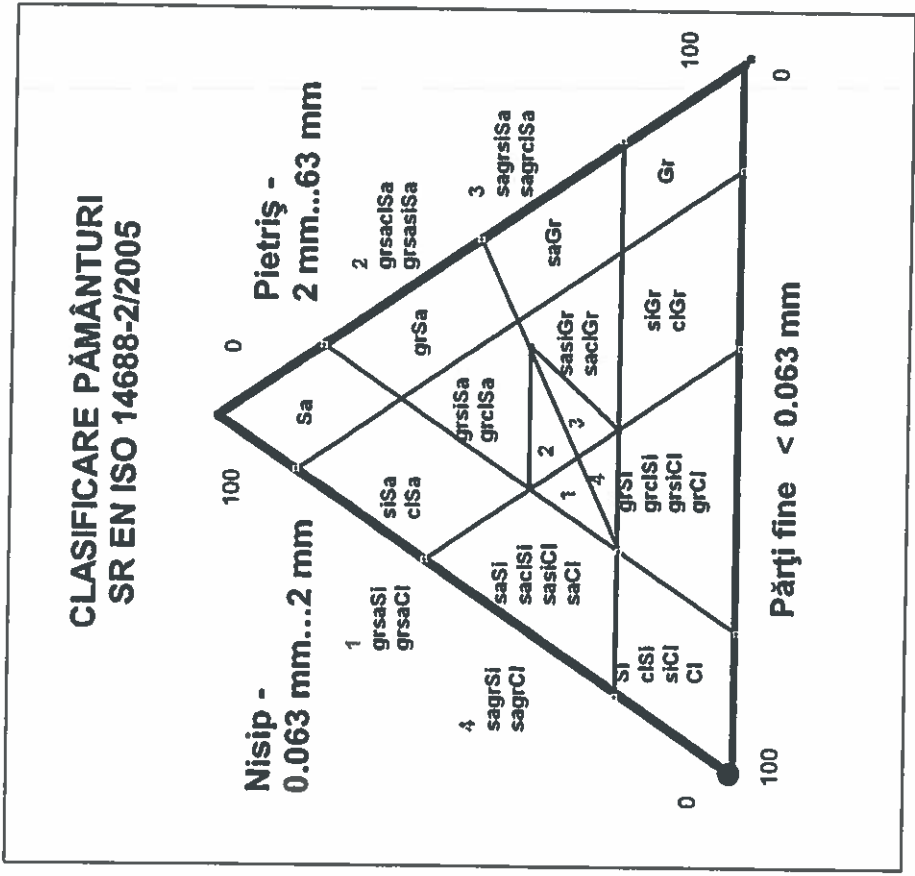 CLASIFICARE PĂMÂNTURI
SR EN ISO 14688-2/2005
Nisip -
0.063 mm...2 mm
Pietriş -
2 mm...63 mm
100
0
1
grsaSi
grsaCl
2
grsaclSa
grsasiSa
3
sagrsiSa
sagrclSa
4
sagrSi
sagrCl
Sa
siSa
clSa
grSa
grsiSa
grclSa
saGr
saSi
saclSi
sasiCl
saCl
1
2
3
4
sasiGr
saclGr
Si
clSi
siCl
Cl
grSi
grclSi
grsiCl
grCl
siGr
clGr
Gr
0
100
100
0
Părţi fine < 0.063 mm